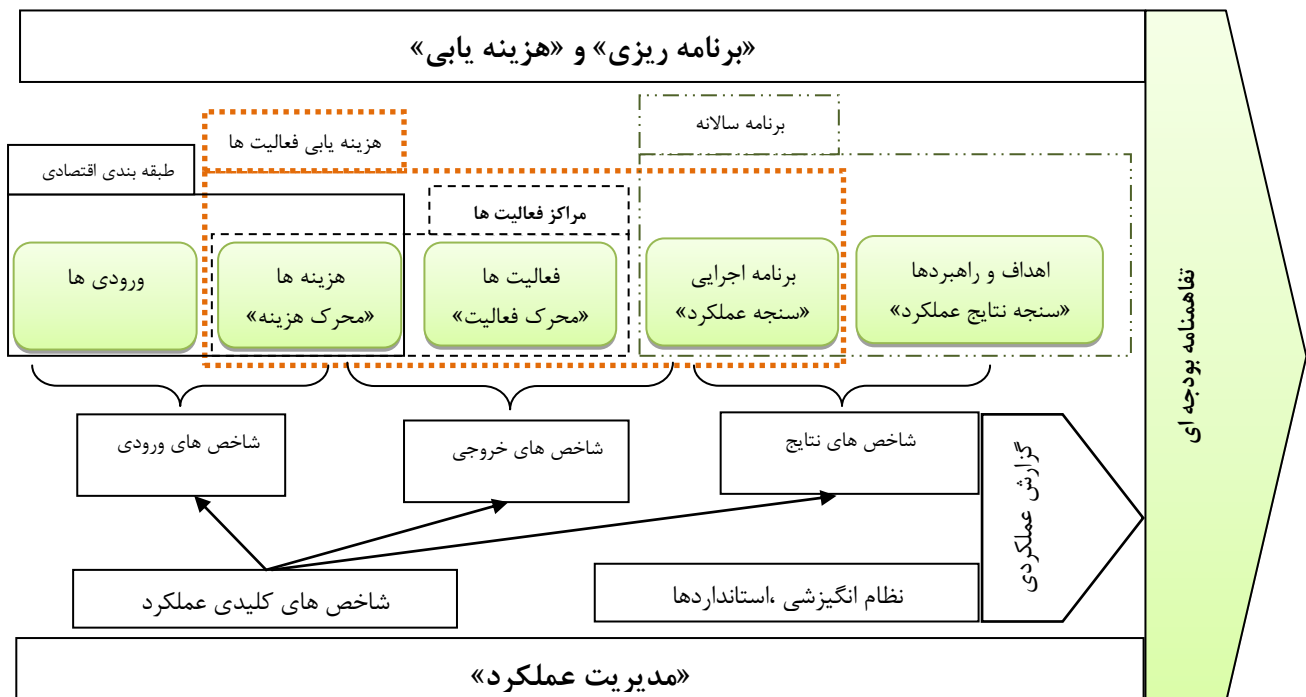 «برنامه ریزی» و «هزینه یابی»
برنامه سالانه
هزینه یابی فعالیت ها
طبقه بندی اقتصادی
مراکز فعالیت ها
اهداف و راهبردها
«سنجه نتایج عملکرد»
برنامه اجرایی
«سنجه عملکرد»
فعالیت ها
«محرک فعالیت»
هزینه ها
«محرک هزینه»
ورودی ها
تفاهمنامه بودجه ای
شاخص های نتایج
شاخص های خروجی
شاخص های ورودی
گزارش عملکردی
نظام انگیزشی ،استانداردها
شاخص های کلیدی عملکرد
«مدیریت عملکرد»